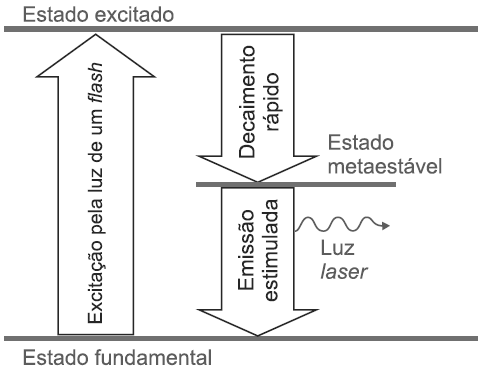 Estado excitado
Excitação pela luz de um flash
Decaimento
rápido
Estado
metaestável
Emissão
estimulada
Luz
laser
Estado fundamental